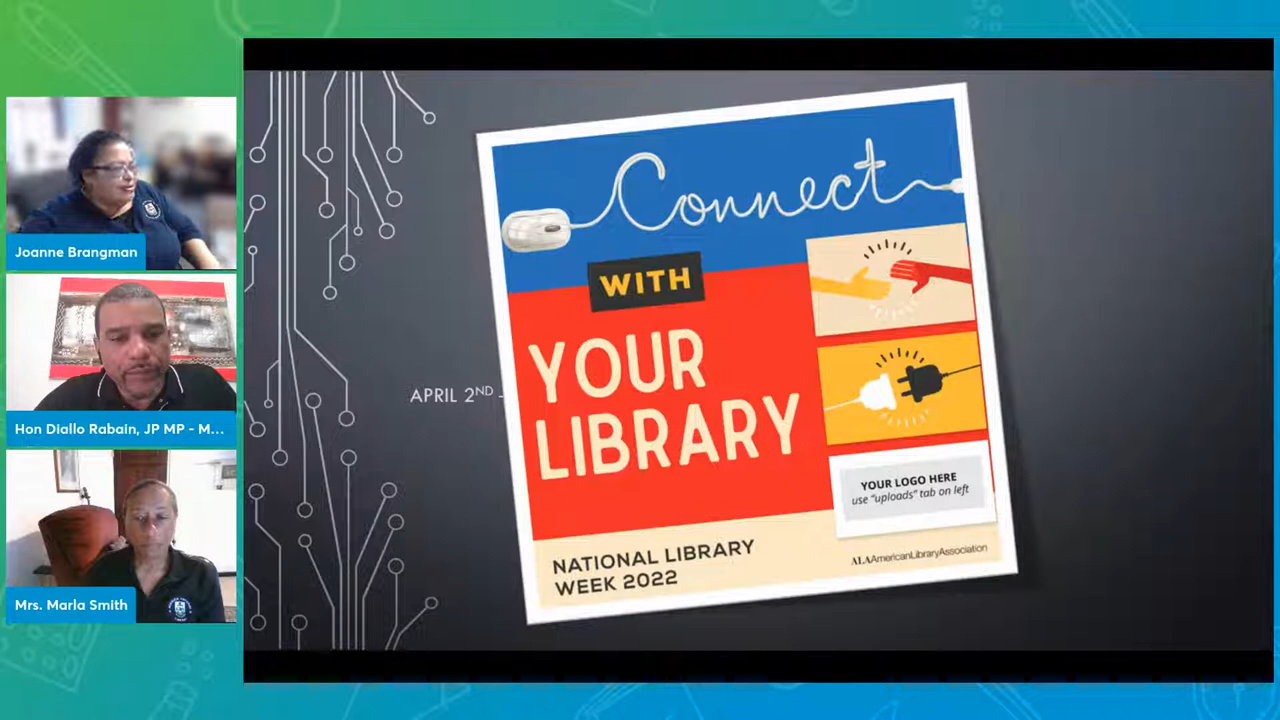 Joanne Brangman
Hon Diallo Rabain, JP MP - M...
Mrs. Marla Smith
APRIL 2ND -
Connect
WITH
YOUR
LIBRARY
YOUR LOGO HERE
use “uploads” tab on left
NATIONAL LIBRARY
WEEK 2022
ALAAmericanLibraryAssociation